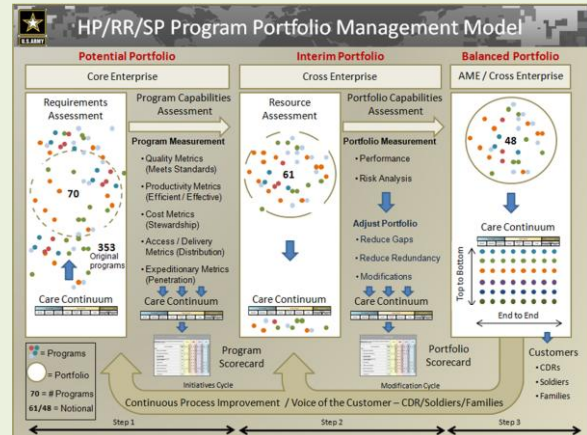 U.S. ARMY
HP/RR/SP Program Portfolio Management Model
Potential Portfolio
Interim Portfolio
Balanced Portfolio
Core Enterprise
Cross Enterprise
AME / Cross Enterprise
Requirements
Assessment
70
353
Original
programs
Care Continuum
Program Capabilities
Assessment
Program Measurement
• Quality Metrics
(Meets Standards)
• Productivity Metrics
(Efficient / Effective)
• Cost Metrics
(Stewardship)
• Access / Delivery
Metrics (Distribution)
• Expeditionary Metrics
(Penetration)
Care Continuum
Program
Scorecard
Resource
Assessment
61
Care Continuum
Portfolio Capabilities
Assessment
Portfolio Measurement
• Performance
• Risk Analysis
Adjust Portfolio
• Reduce Gaps
• Reduce Redundancy
• Modifications
Care Continuum
Portfolio
Scorecard
48
Care Continuum
Top to Bottom
End to End
Customers
• CDRs
• Soldiers
• Families
= Programs
= Portfolio
70 = # Programs
61/48 = Notional
Initiatives Cycle
Modification Cycle
Continuous Process Improvement / Voice of the Customer – CDR/Soldiers/Families
Step 1
Step 2
Step 3